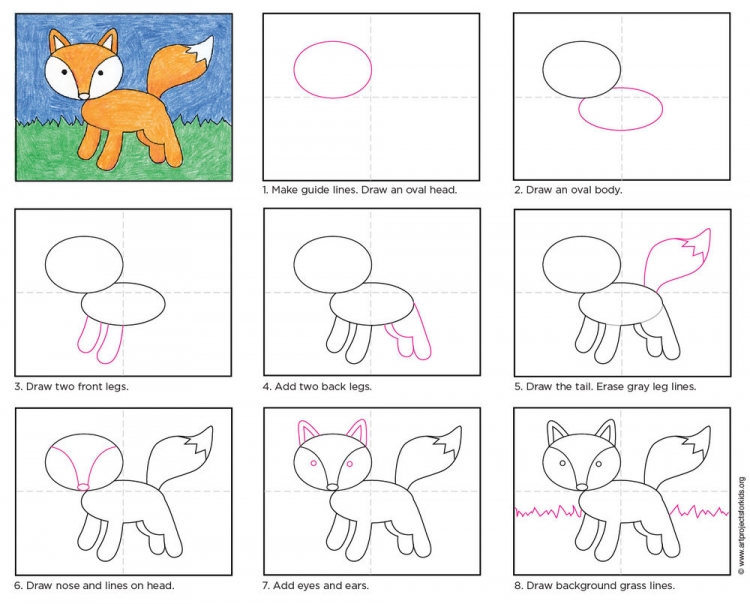 1. Make guide lines. Draw an oval head.
2. Draw an oval body.
3. Draw two front legs.
4. Add two back legs.
5. Draw the tail. Erase gray leg lines.
6. Draw nose and lines on head.
7. Add eyes and ears.
8. Draw background grass lines.
© www.artprojectsforkids.org